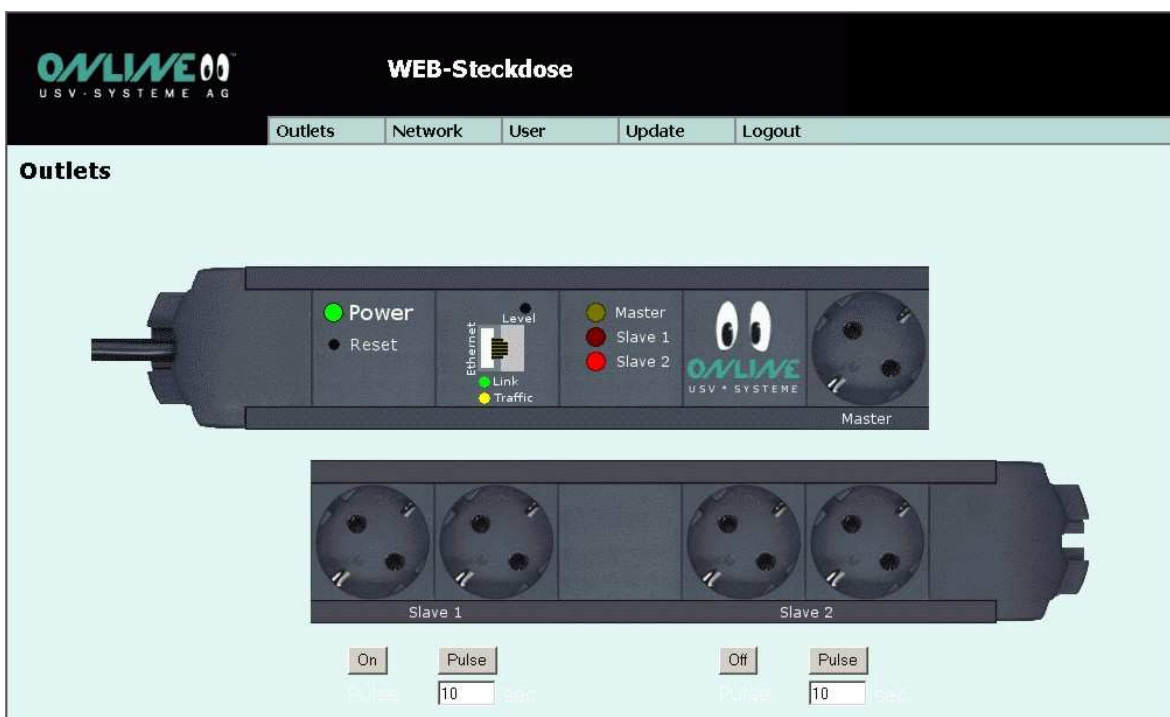 ONLINE™
USV-SYSTEME AG
WEB-Steckdose
Outlets Network User Update Logout
Outlets
Power
Reset
Ethernet
Level
Link
Traffic
Master
Slave 1
Slave 2
ONLINE
USV • SYSTEME
Master
Slave 1 Slave 2
On Pulse Off Pulse
Pulse 10 sec Pulse 10 sec